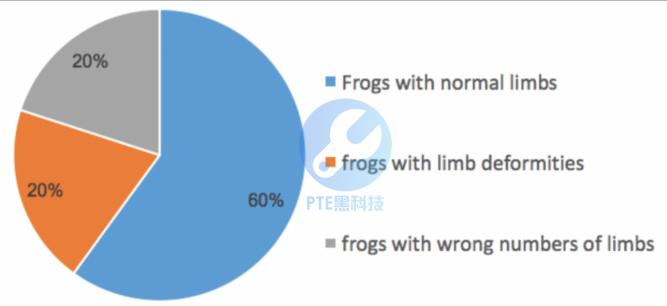 20%
Frogs with normal limbs
frogs with limb deformities
20%
60%
PTE黑科技
frogs with wrong numbers of limbs